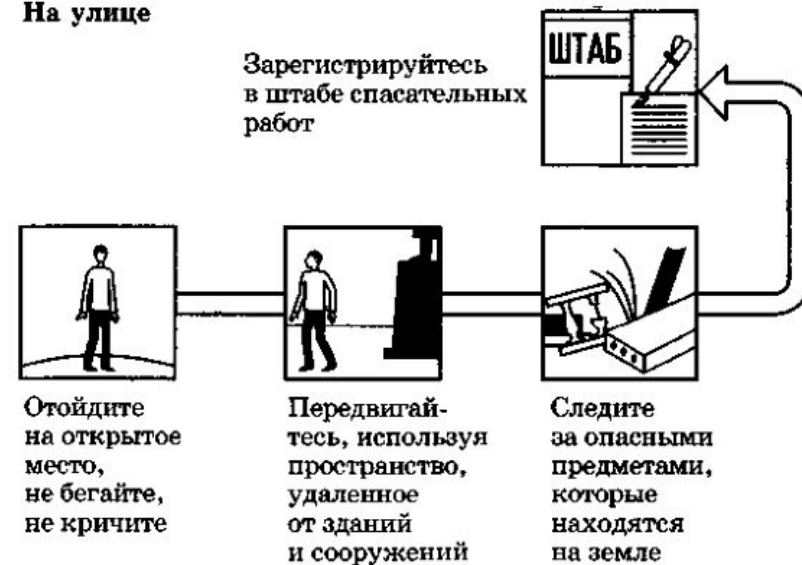 На улице
Зарегистрируйтесь
в штабе спасательных
работ
ШТАБ
Отойдите
на открытое
место,
не бегайте,
не кричите
Передвигай-
тесь, используя
пространство,
удаленное
от зданий
и сооружений
Следите
за опасными
предметами,
которые
находятся
на земле